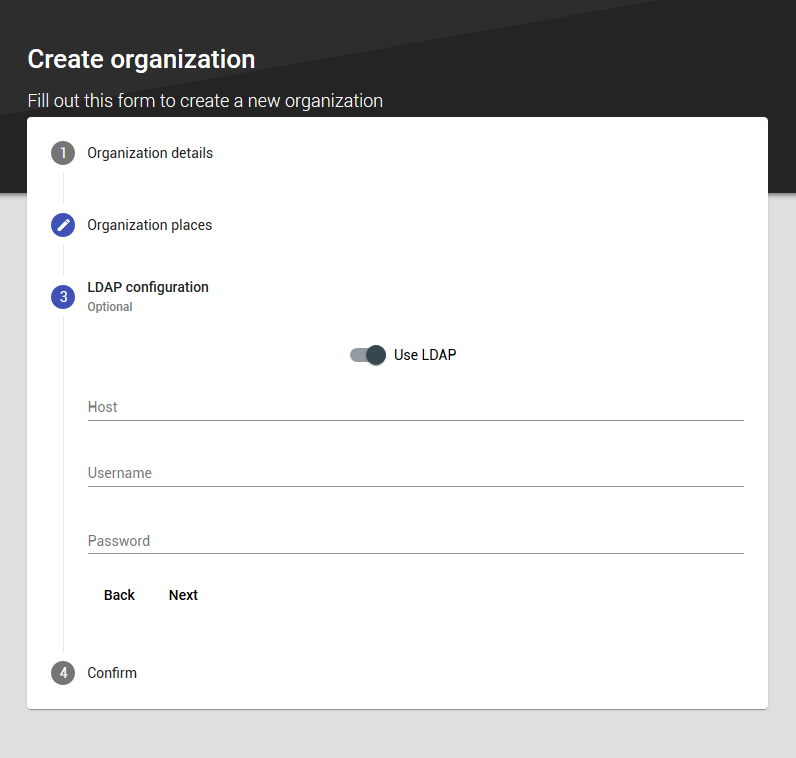 Create organization
Fill out this form to create a new organization
1 Organization details
Organization places
3 LDAP configuration
Optional
Use LDAP
Host
Username
Password
Back Next
4 Confirm